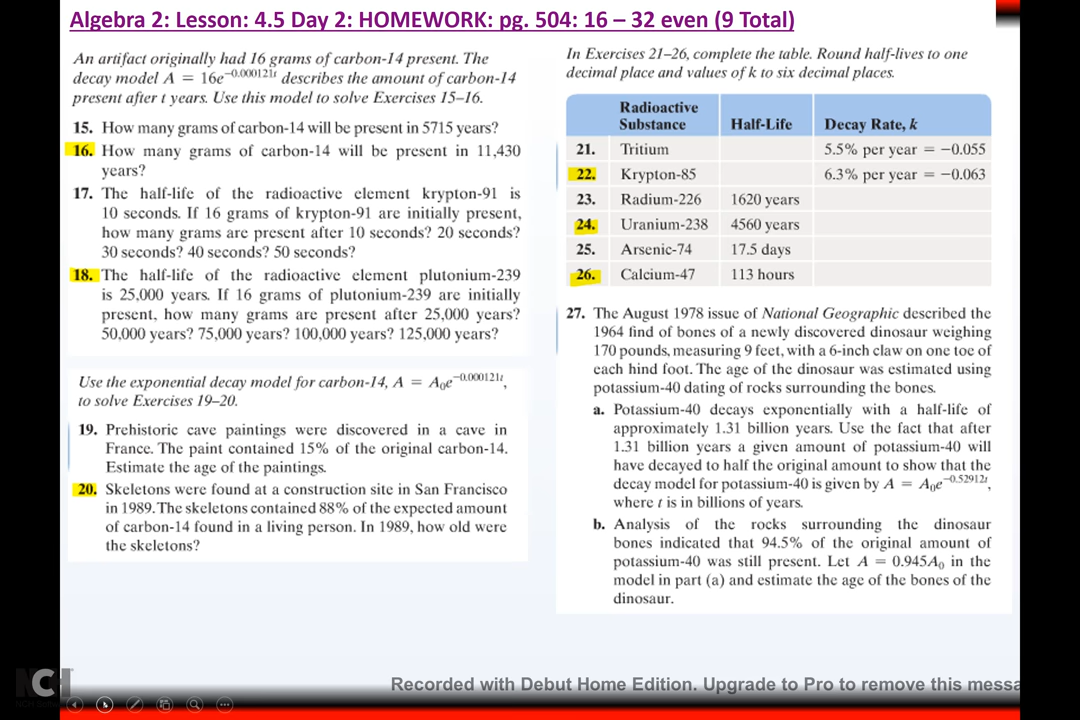 Algebra 2: Lesson: 4.5 Day 2: HOMEWORK: pg. 504: 16 – 32 even (9 Total)
An artifact originally had 16 grams of carbon-14 present. The
decay model A = 16e^−0.000121t describes the amount of carbon-14
present after t years. Use this model to solve Exercises 15–16.
15. How many grams of carbon-14 will be present in 5715 years?
16. How many grams of carbon-14 will be present in 11,430
years?
17. The half-life of the radioactive element krypton-91 is
10 seconds. If 16 grams of krypton-91 are initially present,
how many grams are present after 10 seconds? 20 seconds?
30 seconds? 40 seconds? 50 seconds?
18. The half-life of the radioactive element plutonium-239
is 25,000 years. If 16 grams of plutonium-239 are initially
present, how many grams are present after 25,000 years?
50,000 years? 75,000 years? 100,000 years? 125,000 years?
Use the exponential decay model for carbon-14, A = A₀e^−0.000121t,
to solve Exercises 19–20.
19. Prehistoric cave paintings were discovered in a cave in
France. The paint contained 15% of the original carbon-14.
Estimate the age of the paintings.
20. Skeletons were found at a construction site in San Francisco
in 1989. The skeletons contained 88% of the expected amount
of carbon-14 found in a living person. In 1989, how old were
the skeletons?
In Exercises 21–26, complete the table. Round half-lives to one
decimal place and values of k to six decimal places.
Radioactive
Substance Half-Life Decay Rate, k
21. Tritium 5.5% per year = −0.055
22. Krypton-85 6.3% per year = −0.063
23. Radium-226 1620 years
24. Uranium-238 4560 years
25. Arsenic-74 17.5 days
26. Calcium-47 113 hours
27. The August 1978 issue of National Geographic described the
1964 find of bones of a newly discovered dinosaur weighing
170 pounds, measuring 9 feet, with a 6-inch claw on one toe of
each hind foot. The age of the dinosaur was estimated using
potassium-40 dating of rocks surrounding the bones.
a. Potassium-40 decays exponentially with a half-life of
approximately 1.31 billion years. Use the fact that after
1.31 billion years a given amount of potassium-40 will
have decayed to half the original amount to show that the
decay model for potassium-40 is given by A = A₀e^−0.52912t,
where t is in billions of years.
b. Analysis of the rocks surrounding the dinosaur
bones indicated that 94.5% of the original amount of
potassium-40 was still present. Let A = 0.945A₀ in the
model in part (a) and estimate the age of the bones of the
dinosaur.
NCH
Recorded with Debut Home Edition. Upgrade to Pro to remove this messa